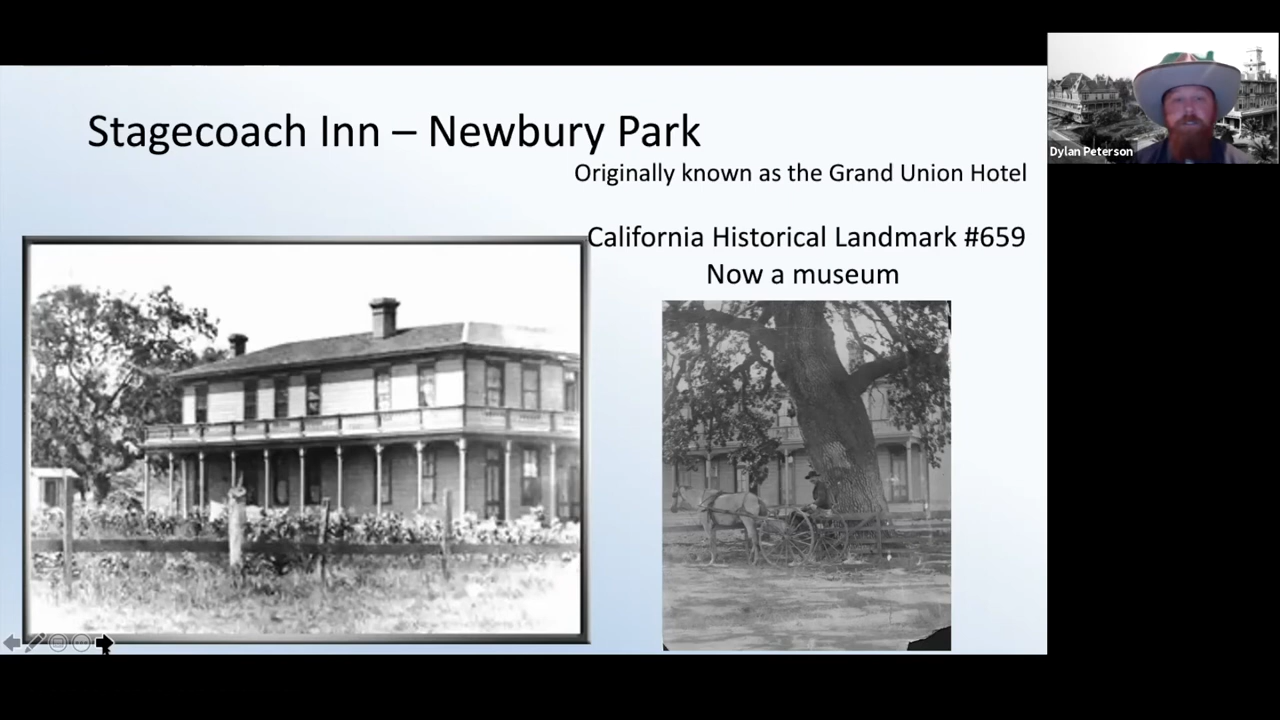 Stagecoach Inn – Newbury Park
Originally known as the Grand Union Hotel
California Historical Landmark #659
Now a museum
Dylan Peterson